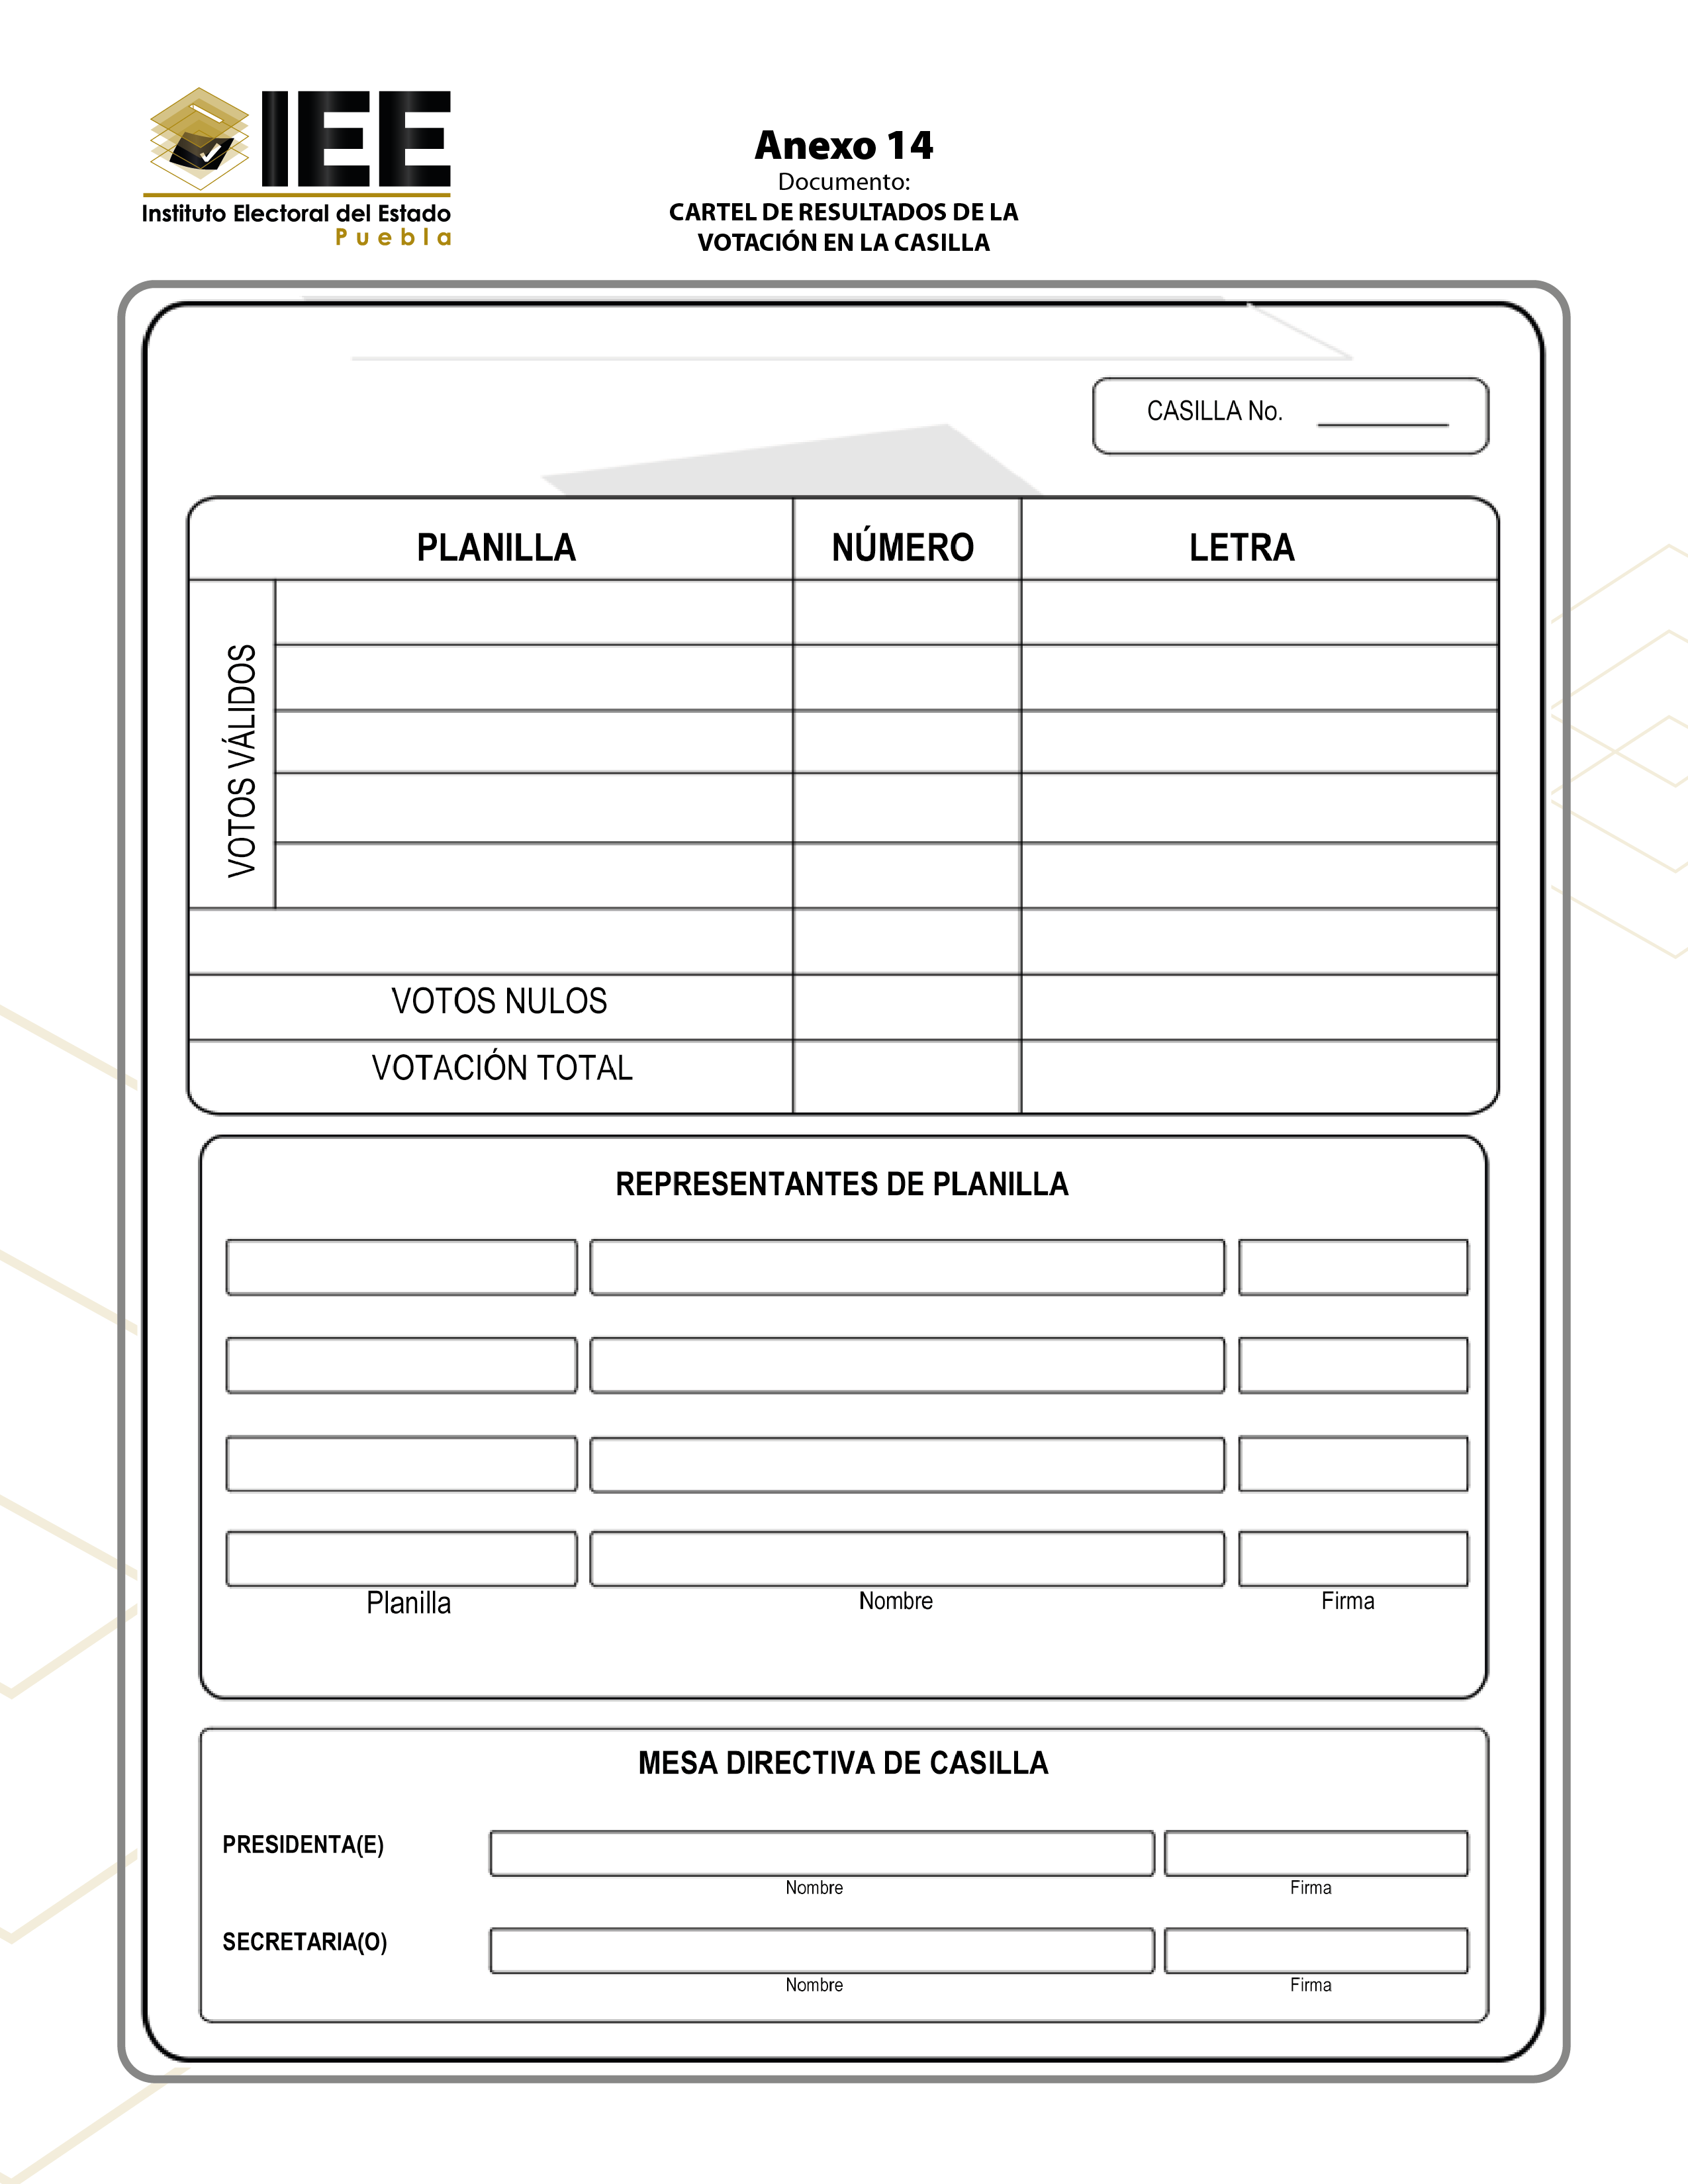 IEE
Instituto Electoral del Estado
Puebla
Anexo 14
Documento:
CARTEL DE RESULTADOS DE LA
VOTACIÓN EN LA CASILLA
CASILLA No.
PLANILLA NÚMERO LETRA
VOTOS VÁLIDOS
VOTOS NULOS
VOTACIÓN TOTAL
REPRESENTANTES DE PLANILLA
Planilla Nombre Firma
MESA DIRECTIVA DE CASILLA
PRESIDENTA(E)
Nombre Firma
SECRETARIA(O)
Nombre Firma